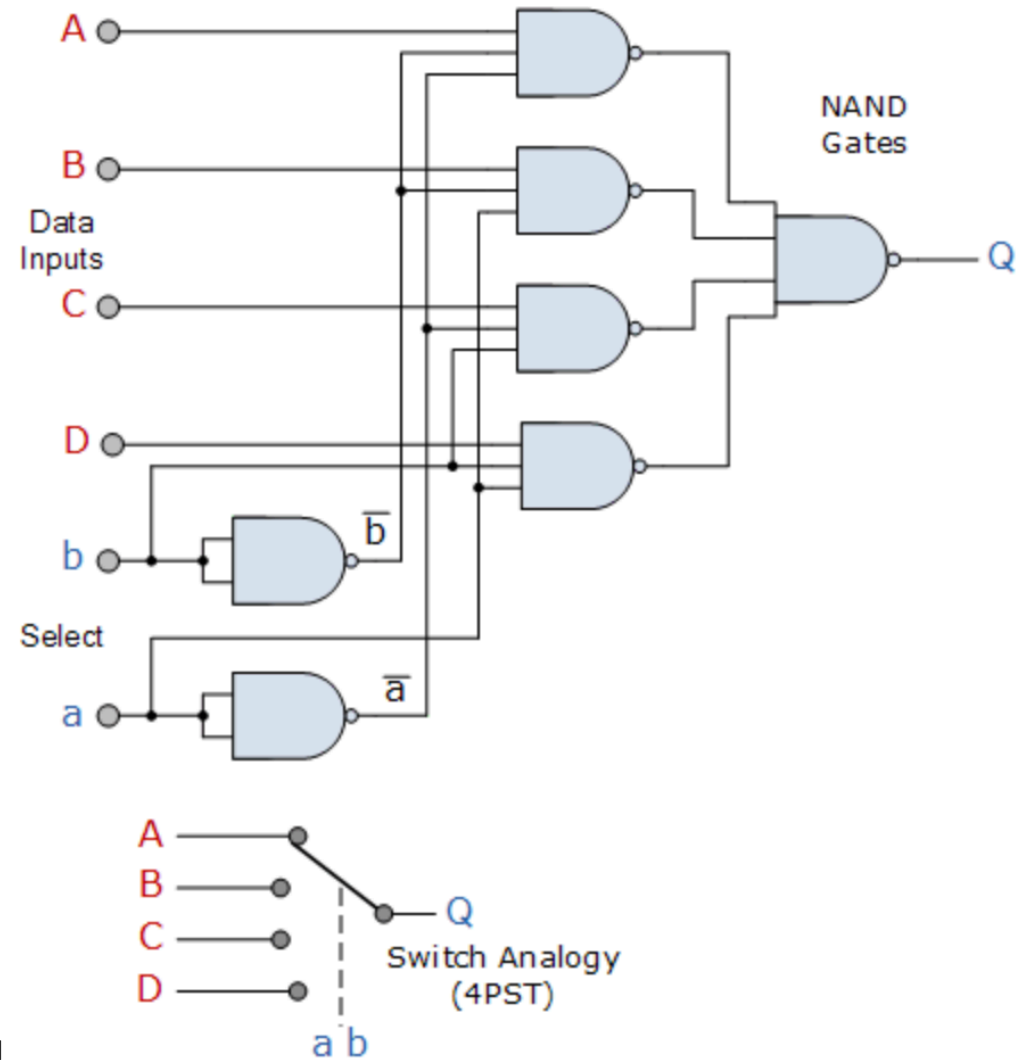 A
NAND
Gates
B
Data
Inputs
Q
C
D
b̅
b
Select
a̅
a
A
B
Q
C
Switch Analogy
D
(4PST)
a b